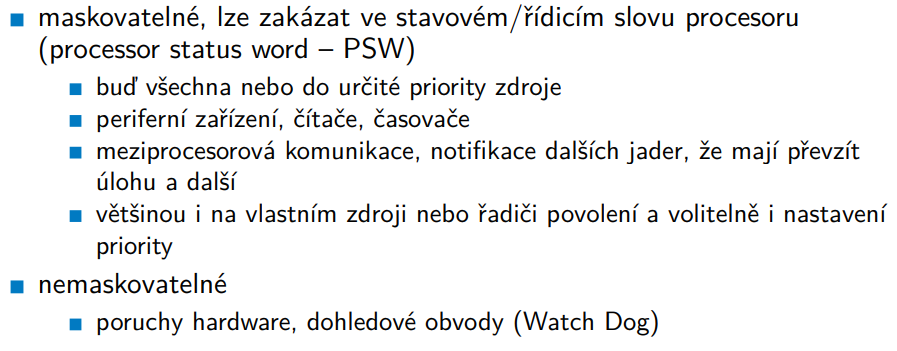 maskovatelné, lze zakázat ve stavovém/řídicím slovu procesoru
(processor status word – PSW)
buď všechna nebo do určité priority zdroje
periferní zařízení, čítače, časovače
meziprocesorová komunikace, notifikace dalších jader, že mají převzít
úlohu a další
většinou i na vlastním zdroji nebo řadiči povolení a volitelně i nastavení
priority
nemaskovatelné
poruchy hardware, dohledové obvody (Watch Dog)